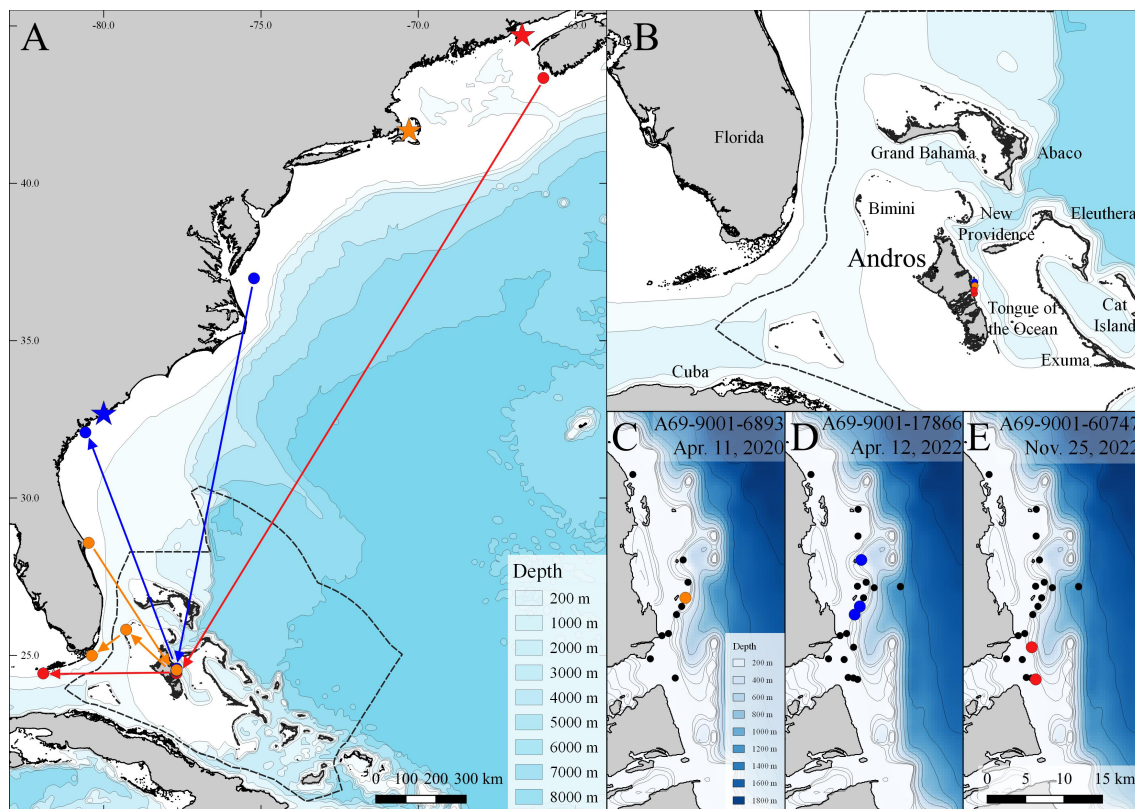 A
-80.0
-75.0
-70.0
-65.0
40.0
35.0
30.0
25.0
Depth
200 m
1000 m
2000 m
3000 m
4000 m
5000 m
6000 m
7000 m
8000 m
0 100 200 300 km
B
Florida
Grand Bahama
Abaco
Bimini
New
Providence
Eleuthera
Andros
Tongue of
the Ocean
Cat
Island
Exuma
Cuba
C
A69-9001-6893
Apr. 11, 2020
Depth
200 m
400 m
600 m
800 m
1000 m
1200 m
1400 m
1600 m
1800 m
D
A69-9001-17866
Apr. 12, 2022
E
A69-9001-60747
Nov. 25, 2022
0 5 10 15 km